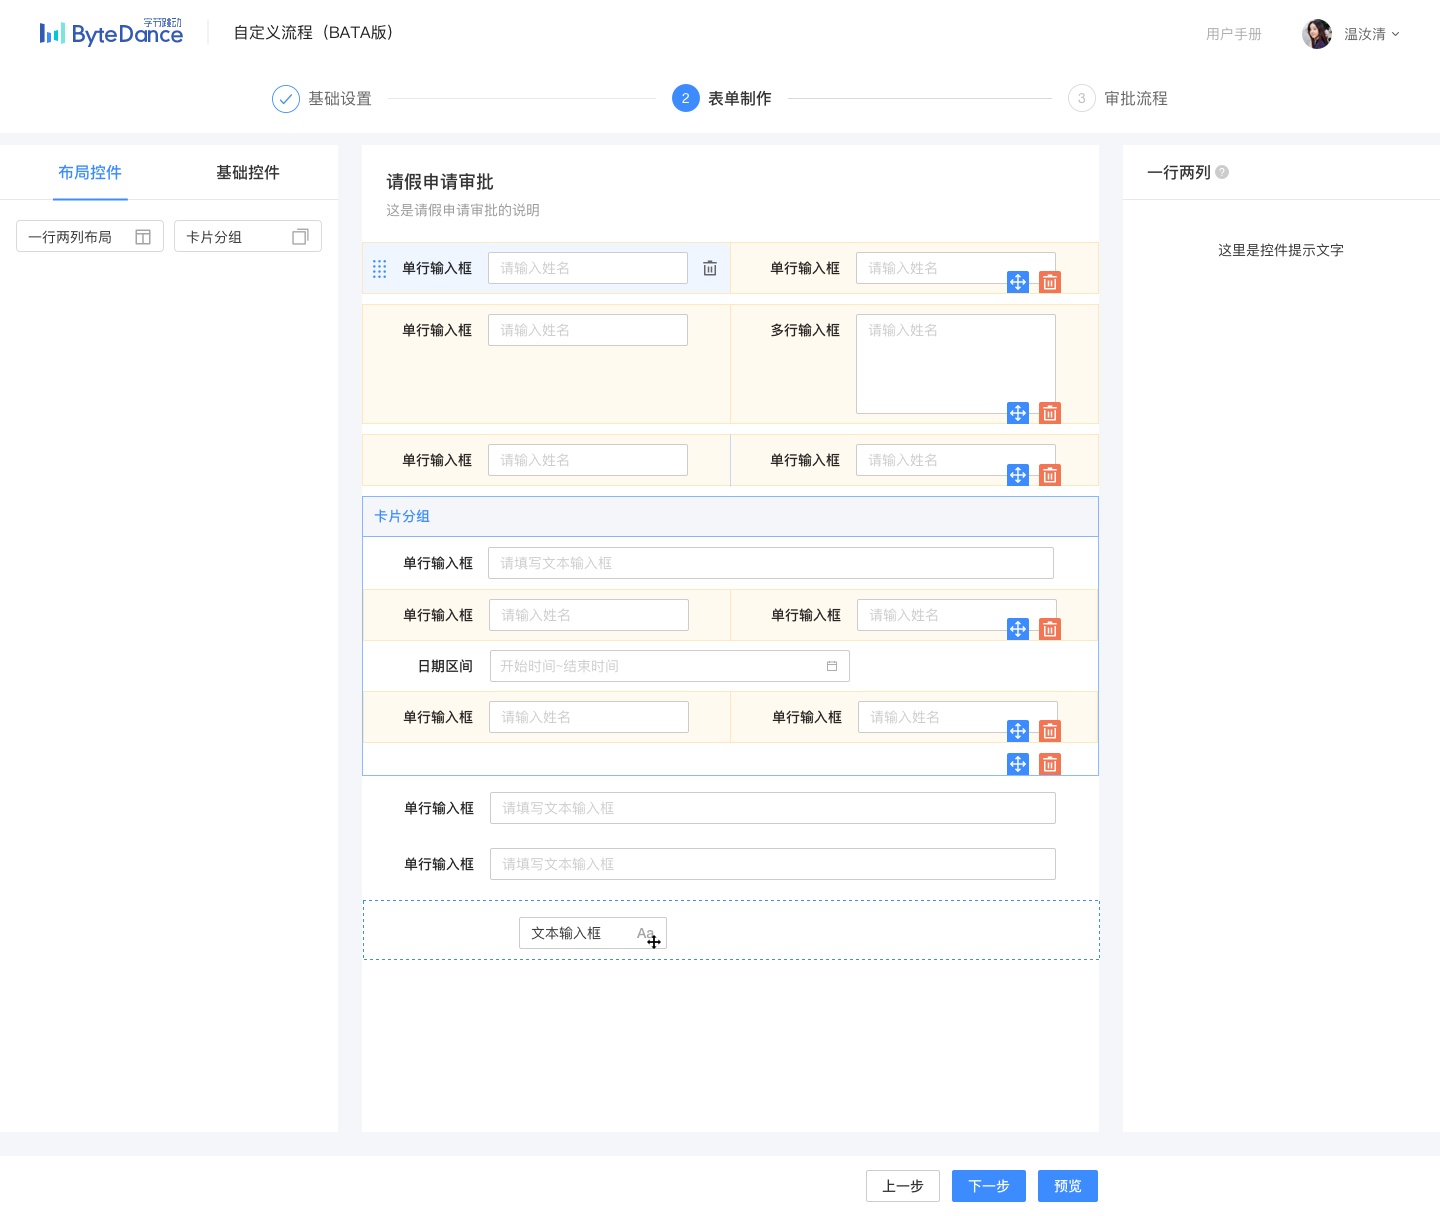 字节跳动
ByteDance
自定义流程（BATA版）
用户手册
温汝清
基础设置
2
表单制作
3
审批流程
布局控件
基础控件
一行两列布局
卡片分组
请假申请审批
这是请假申请审批的说明
单行输入框 请输入姓名 单行输入框 请输入姓名
单行输入框 请输入姓名 多行输入框 请输入姓名
单行输入框 请输入姓名 单行输入框 请输入姓名
卡片分组
单行输入框 请填写文本输入框
单行输入框 请输入姓名 单行输入框 请输入姓名
日期区间 开始时间~结束时间
单行输入框 请输入姓名 单行输入框 请输入姓名
单行输入框 请填写文本输入框
单行输入框 请填写文本输入框
文本输入框 Aa
一行两列 ?
这里是控件提示文字
上一步 下一步 预览